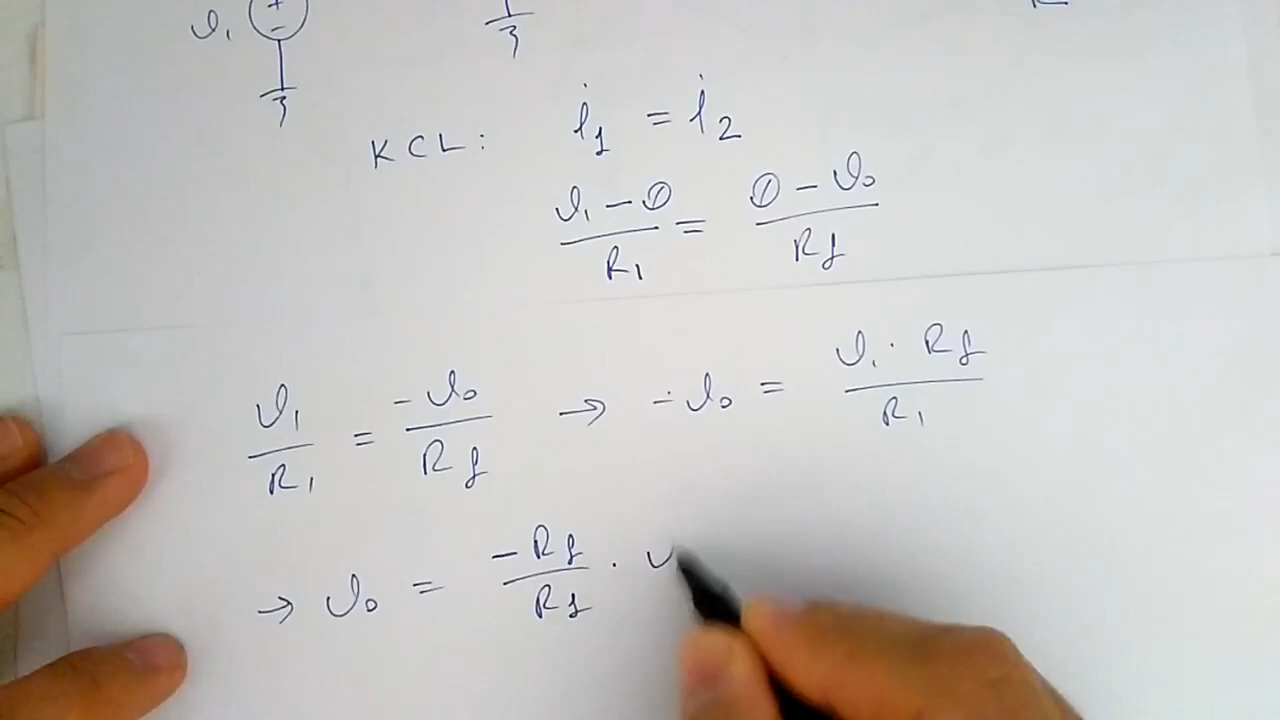 v₁ + −
KCL: i₁ = i₂
(v₁ − 0)/R₁ = (0 − v₀)/Rf
v₁/R₁ = −v₀/Rf → −v₀ = (v₁ · Rf)/R₁
→ v₀ = −Rf/Rf · v